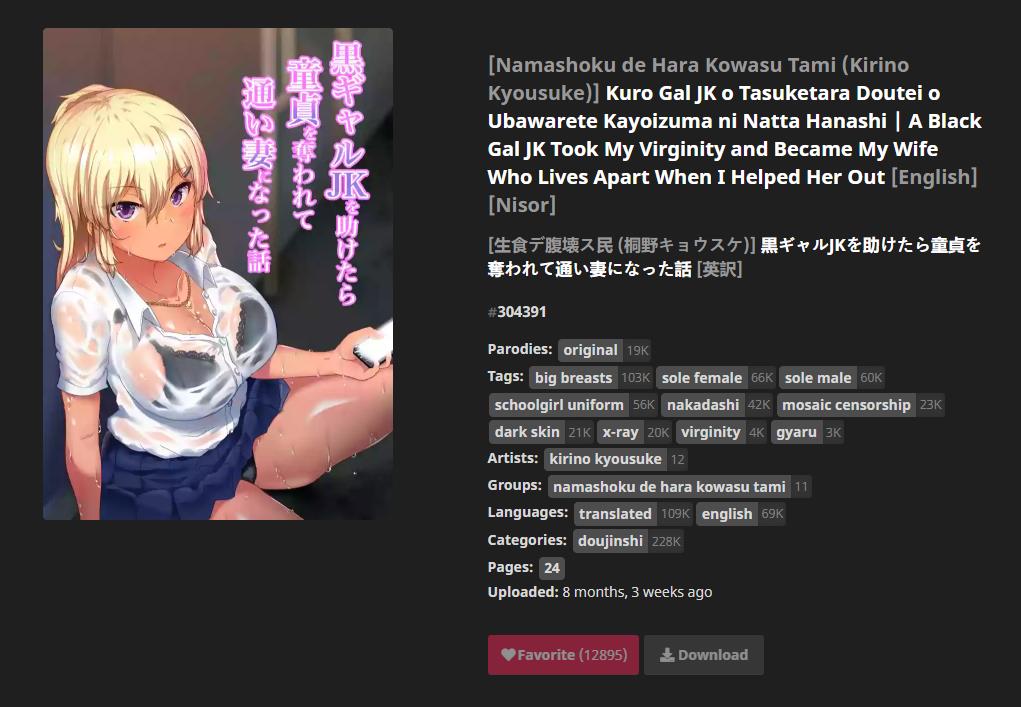 黒ギャルJKを助けたら
童貞を奪われて
通い妻になった話
[Namashoku de Hara Kowasu Tami (Kirino
Kyousuke)] Kuro Gal JK o Tasuketara Doutei o
Ubawarete Kayoizuma ni Natta Hanashi | A Black
Gal JK Took My Virginity and Became My Wife
Who Lives Apart When I Helped Her Out [English]
[Nisor]
[生食デ腹壊ス民 (桐野キョウスケ)] 黒ギャルJKを助けたら童貞を
奪われて通い妻になった話 [英訳]
#304391
Parodies: original 19K
Tags: big breasts 103K sole female 66K sole male 60K
schoolgirl uniform 56K nakadashi 42K mosaic censorship 23K
dark skin 21K x-ray 20K virginity 4K gyaru 3K
Artists: kirino kyousuke 12
Groups: namashoku de hara kowasu tami 11
Languages: translated 109K english 69K
Categories: doujinshi 228K
Pages: 24
Uploaded: 8 months, 3 weeks ago
Favorite (12895) Download